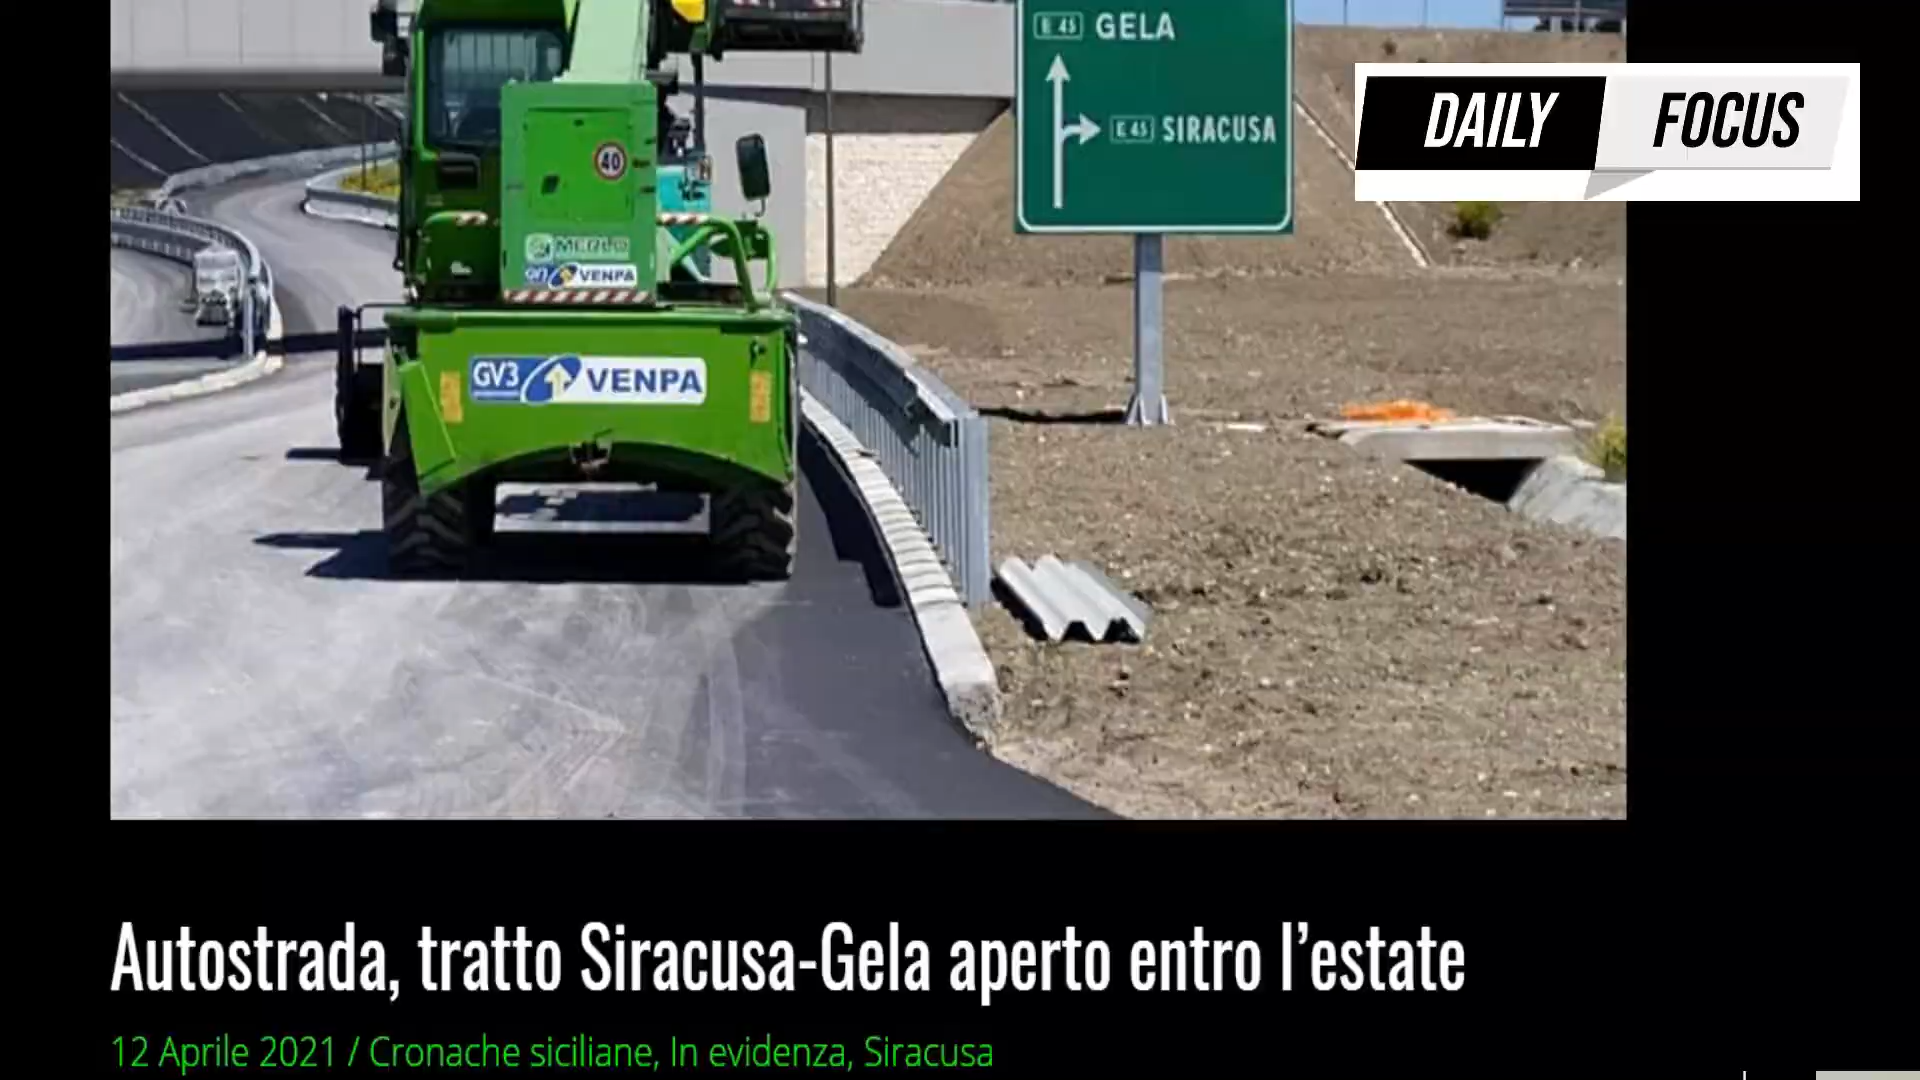 E 45 GELA
E 45 SIRACUSA
DAILY FOCUS
40
MERLO
GV3 VENPA
GV3 VENPA
Autostrada, tratto Siracusa-Gela aperto entro l’estate
12 Aprile 2021 / Cronache siciliane, In evidenza, Siracusa